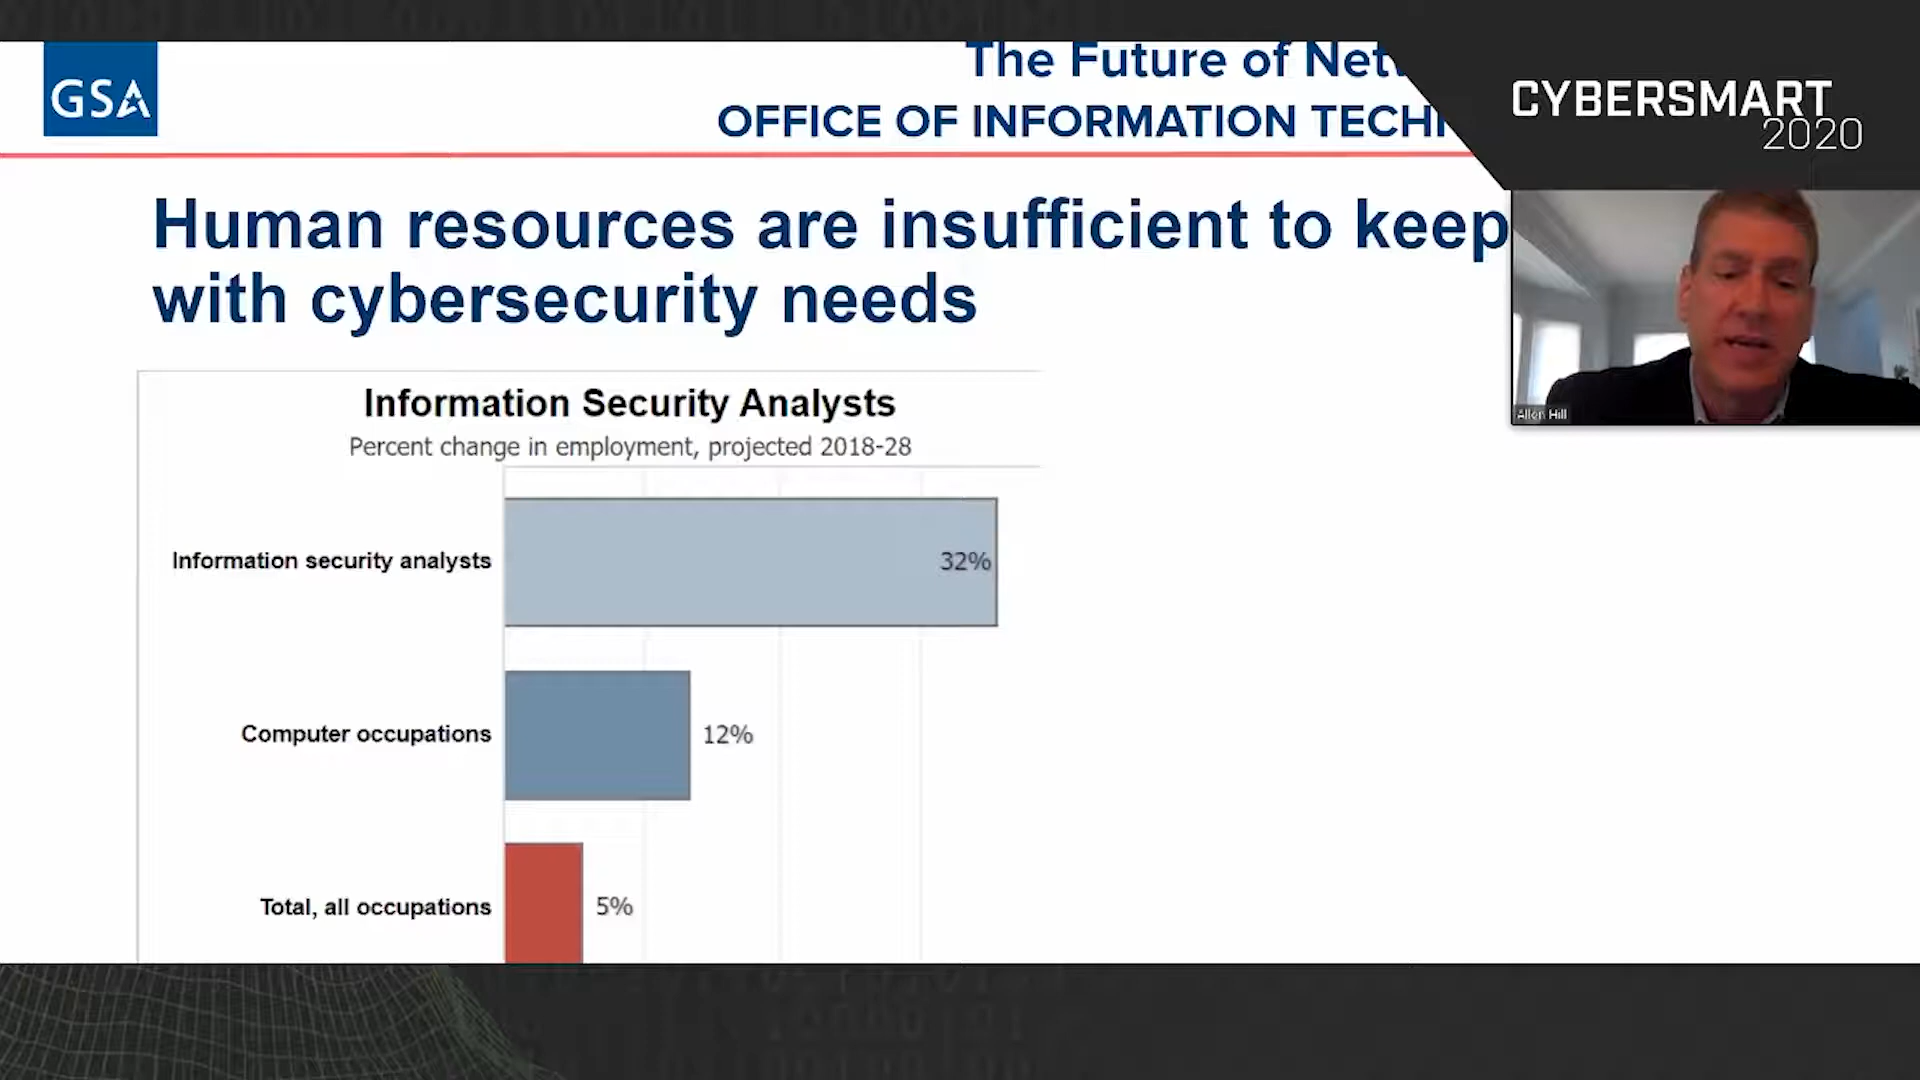 GSA
The Future of Net
OFFICE OF INFORMATION TECH
CYBERSMART
2020
Human resources are insufficient to keep
with cybersecurity needs
Allen Hill
Information Security Analysts
Percent change in employment, projected 2018-28
Information security analysts
32%
Computer occupations
12%
Total, all occupations
5%